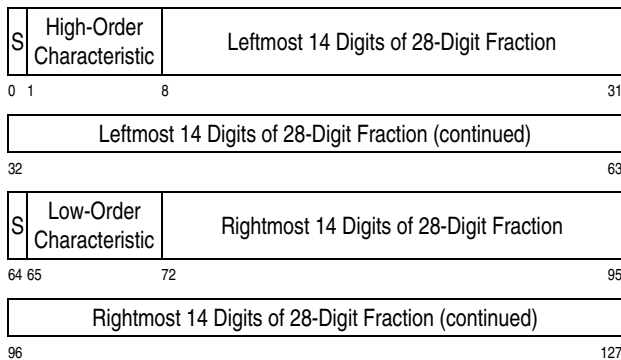 S High-Order Characteristic Leftmost 14 Digits of 28-Digit Fraction
0 1 8 31
Leftmost 14 Digits of 28-Digit Fraction (continued)
32 63
S Low-Order Characteristic Rightmost 14 Digits of 28-Digit Fraction
64 65 72 95
Rightmost 14 Digits of 28-Digit Fraction (continued)
96 127